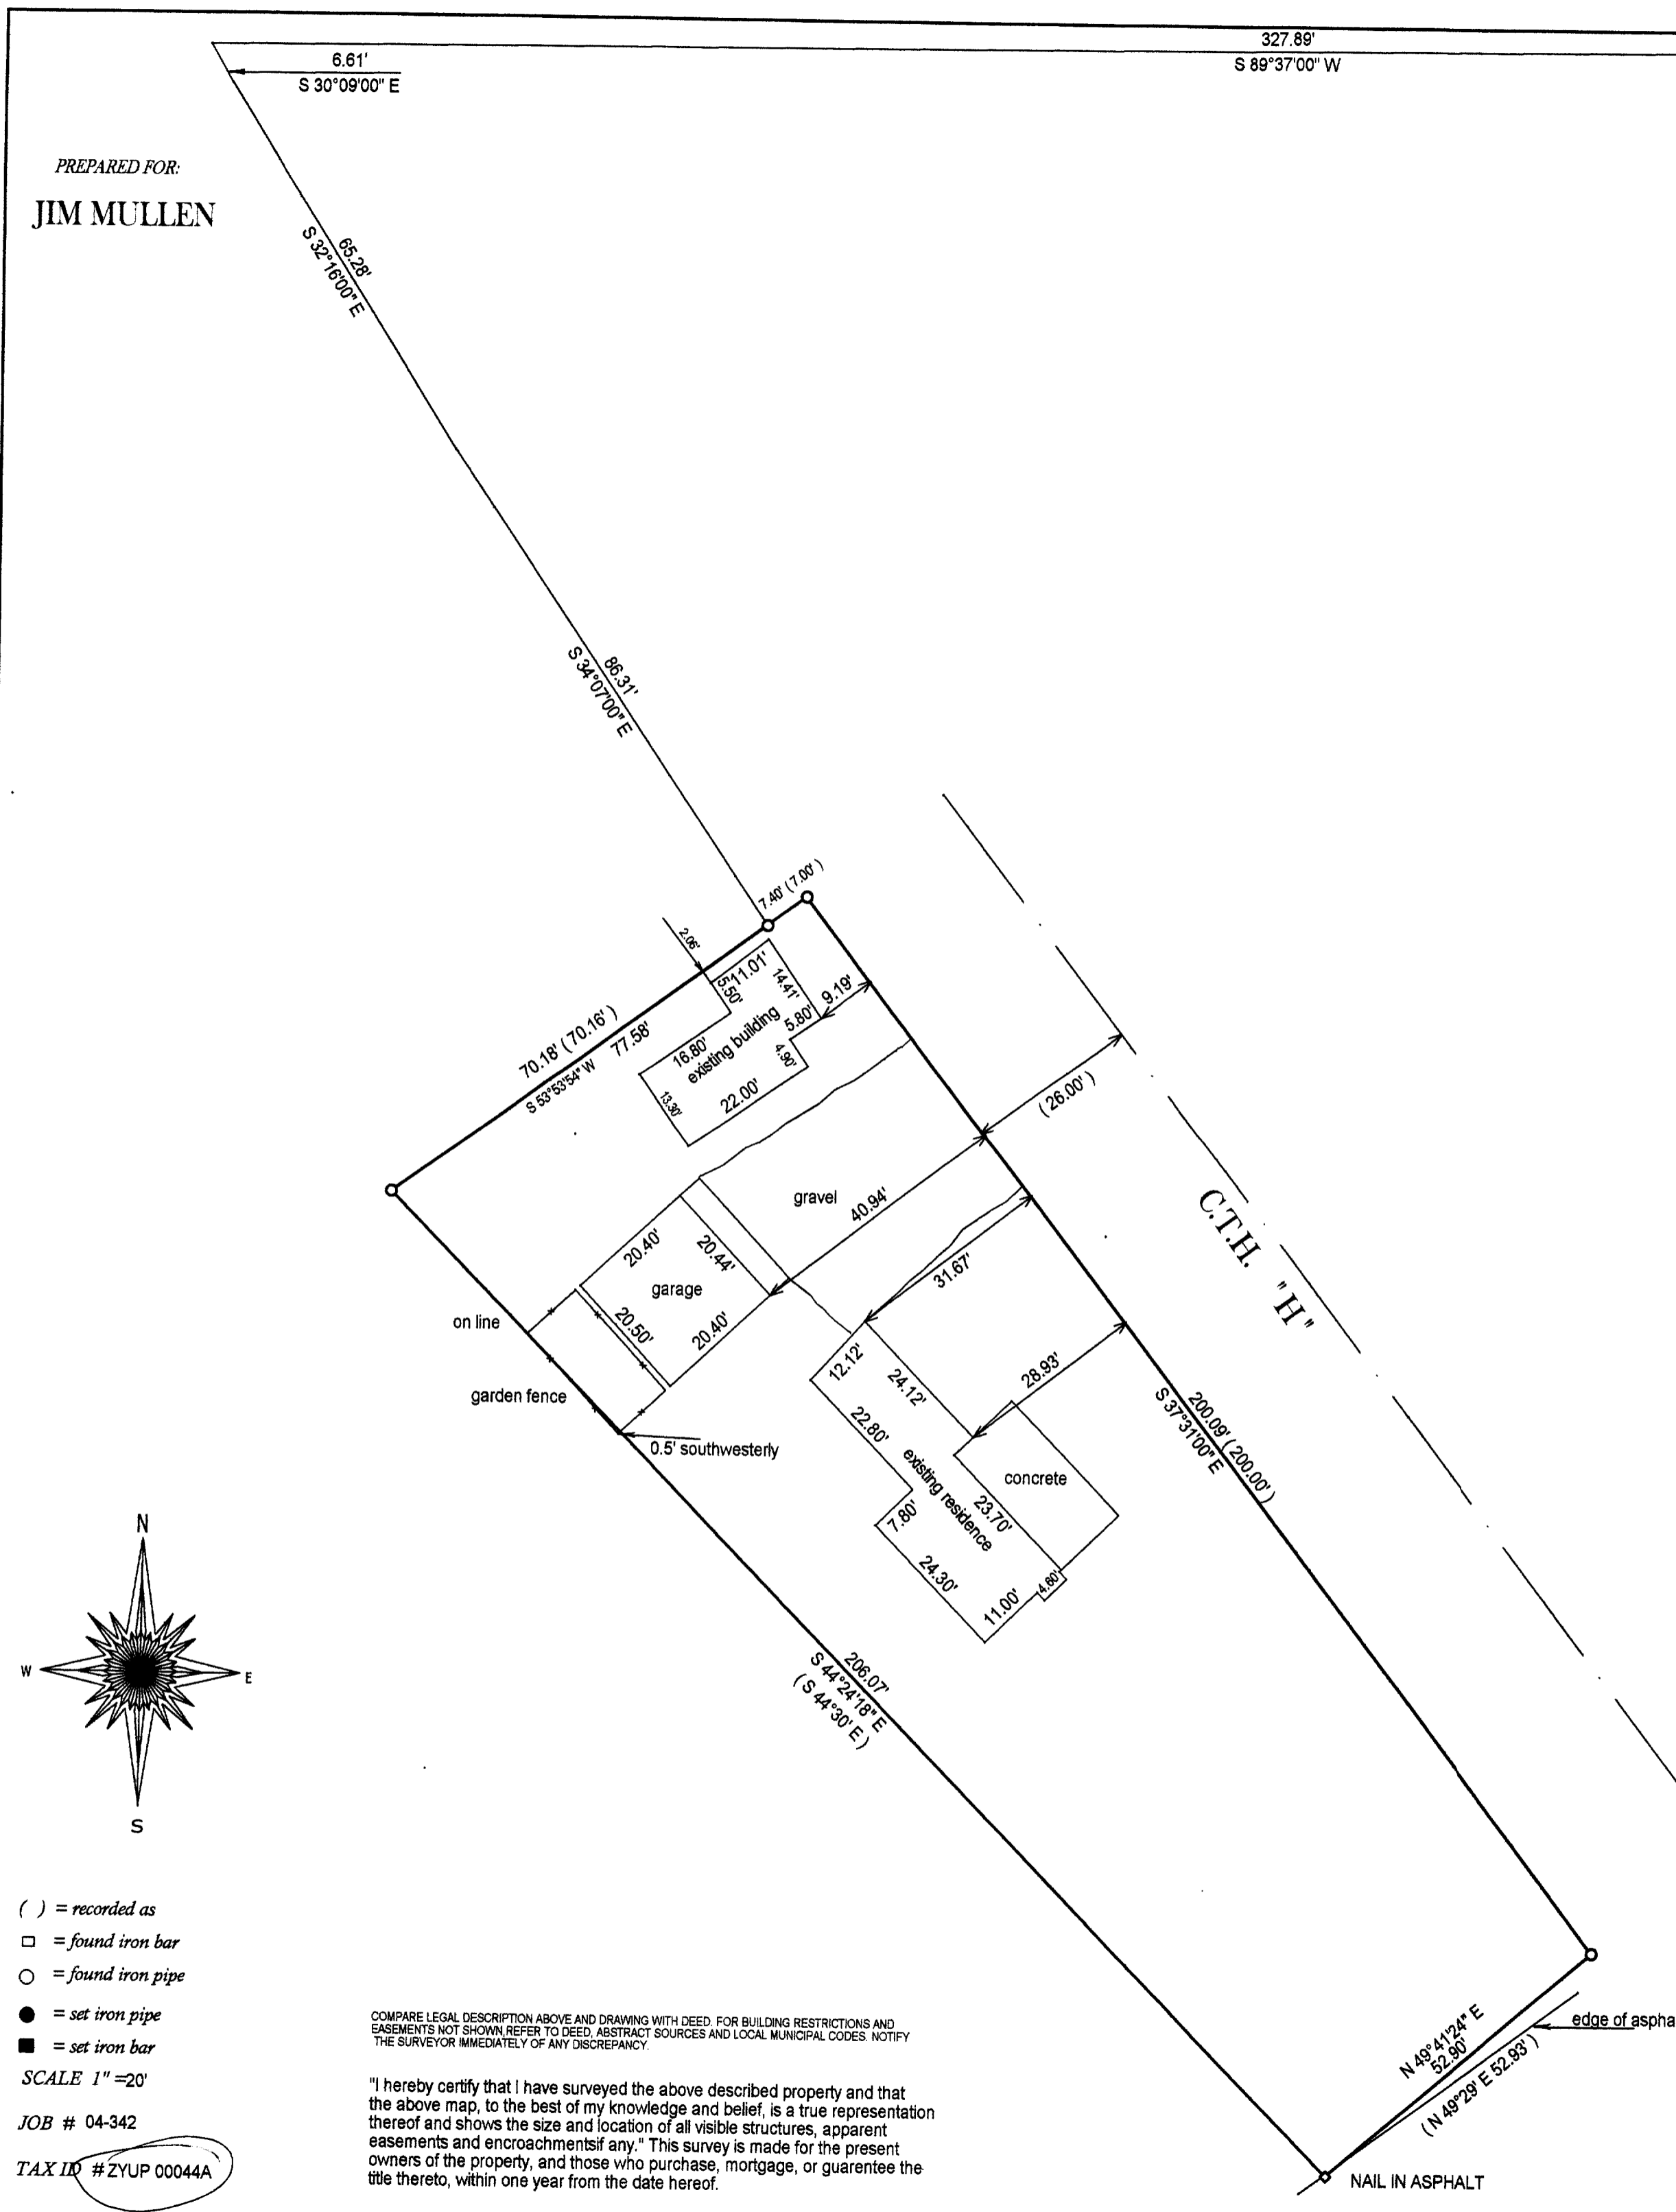 327.89'
S 89°37'00" W
6.61'
S 30°09'00" E
PREPARED FOR:
JIM MULLEN
65.28'
S 32°16'00" E
86.31'
S 34°07'00" E
7.40' (7.00')
2.06'
11.01'
5.50'
14.41'
9.19'
5.80'
existing building
4.90'
16.80'
22.00'
13.30'
70.18' (70.16')
77.58'
S 53°53'54" W
(26.00')
C.T.H. "H"
gravel
40.94'
20.40'
20.44'
garage
31.67'
on line
20.50'
20.40'
12.12'
24.12'
28.93'
garden fence
22.80'
200.09' (200.00')
S 37°31'00" E
0.5' southwesterly
existing residence
concrete
23.70'
7.80'
24.30'
4.60'
11.00'
206.07'
S 44°24'18" E
(S 44°30' E)
N
W
E
S
( ) = recorded as
= found iron bar
= found iron pipe
= set iron pipe
= set iron bar
SCALE 1" =20'
JOB # 04-342
TAX ID #ZYUP 00044A
COMPARE LEGAL DESCRIPTION ABOVE AND DRAWING WITH DEED. FOR BUILDING RESTRICTIONS AND
EASEMENTS NOT SHOWN, REFER TO DEED, ABSTRACT SOURCES AND LOCAL MUNICIPAL CODES. NOTIFY
THE SURVEYOR IMMEDIATELY OF ANY DISCREPANCY.
"I hereby certify that I have surveyed the above described property and that
the above map, to the best of my knowledge and belief, is a true representation
thereof and shows the size and location of all visible structures, apparent
easements and encroachmentsif any." This survey is made for the present
owners of the property, and those who purchase, mortgage, or guarentee the
title thereto, within one year from the date hereof.
N 49°41'24" E
52.90'
(N 49°29' E 52.93')
edge of aspha
NAIL IN ASPHALT